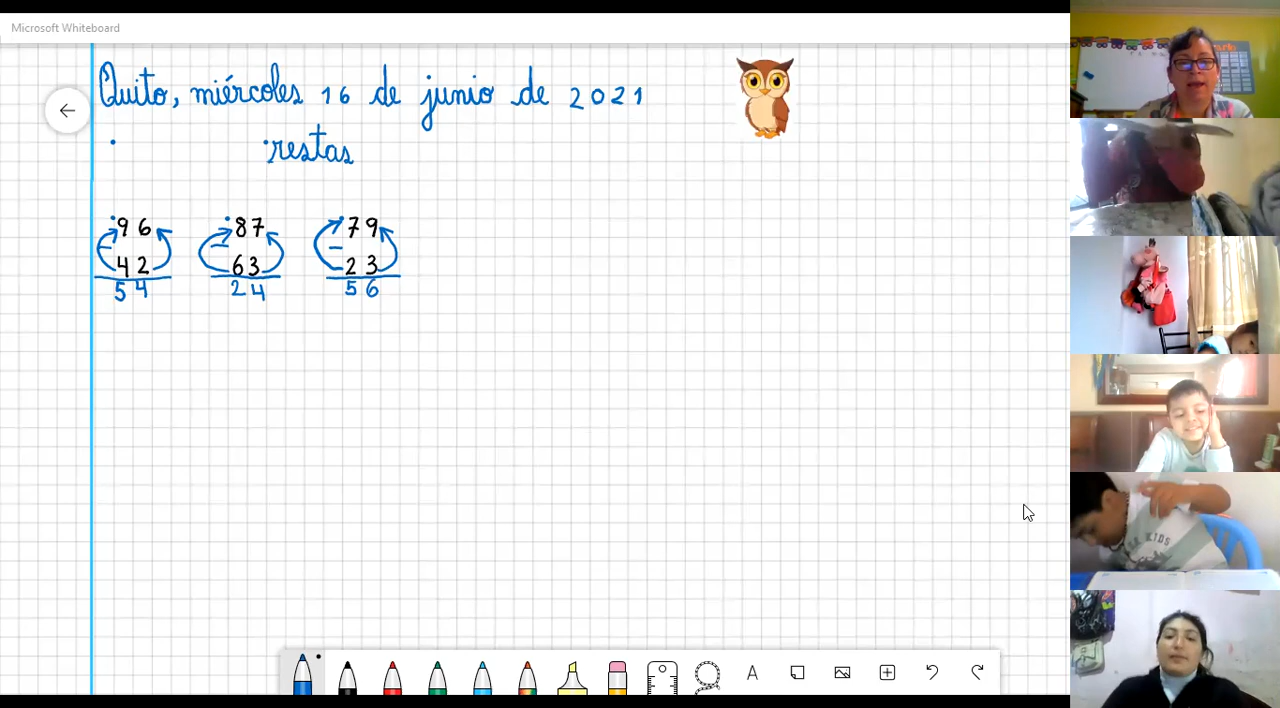 Microsoft Whiteboard
Quito, miércoles 16 de junio de 2021
restas
96 87 79
- - -
42 63 23
54 24 56
A